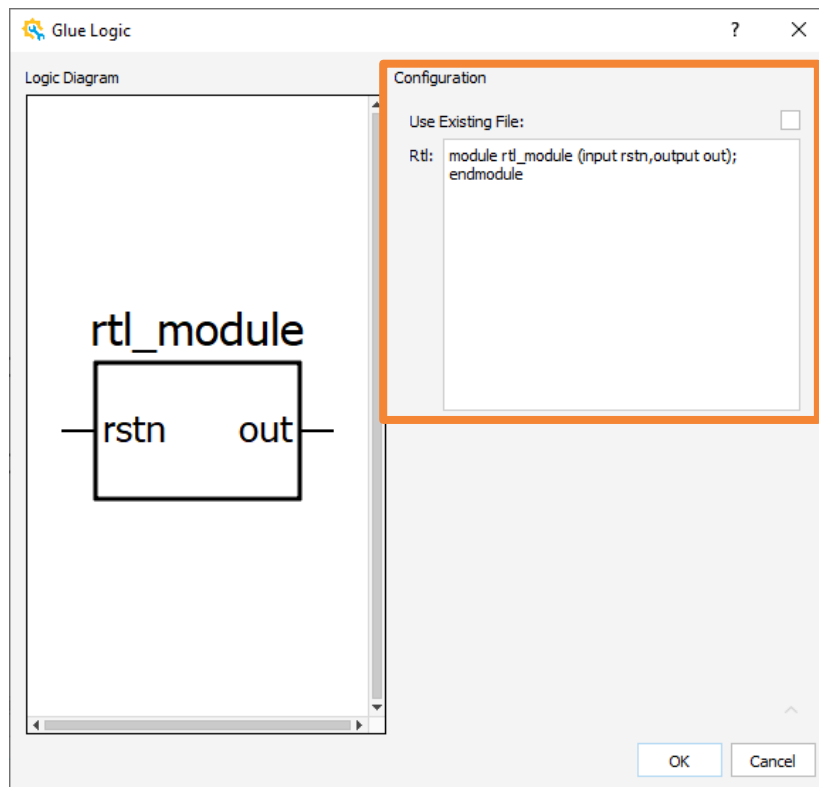 Glue Logic
?
Logic Diagram
Configuration
Use Existing File:
Rtl:
module rtl_module (input rstn,output out);
endmodule
rtl_module
rstn
out
OK
Cancel